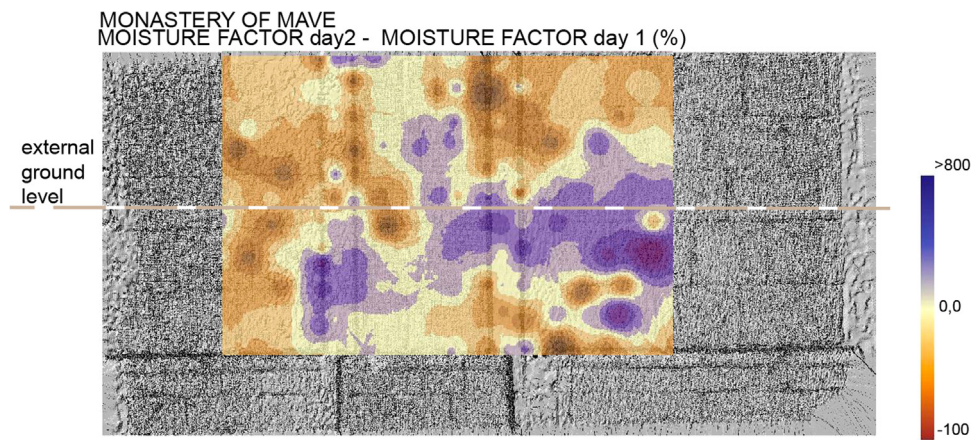 MONASTERY OF MAVE
MOISTURE FACTOR day2 - MOISTURE FACTOR day 1 (%)
external
ground
level
>800
0,0
-100